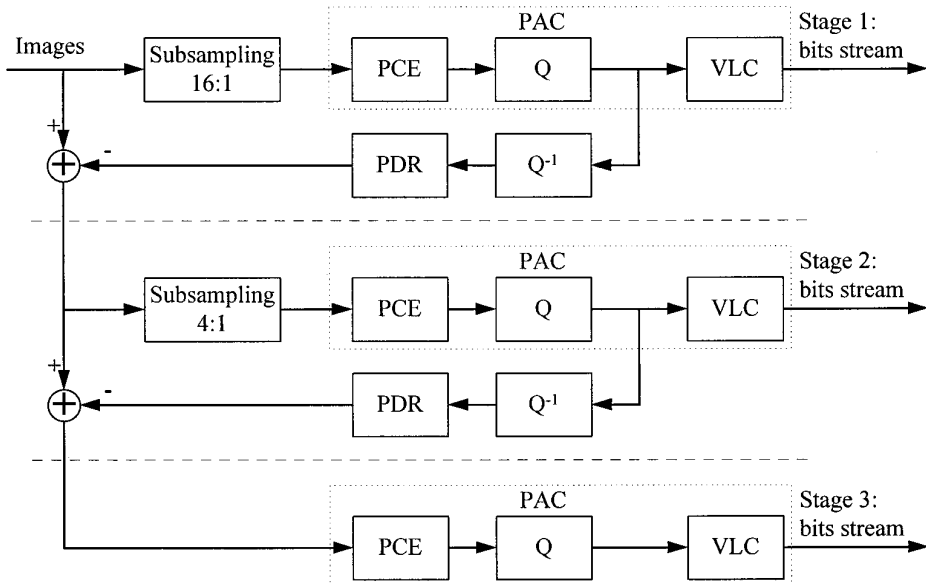 PAC
Stage 1:
bits stream
Images
Subsampling
16:1
PCE
Q
VLC
+
-
+
PDR
Q-1
PAC
Stage 2:
bits stream
Subsampling
4:1
PCE
Q
VLC
+
-
+
PDR
Q-1
PAC
Stage 3:
bits stream
PCE
Q
VLC